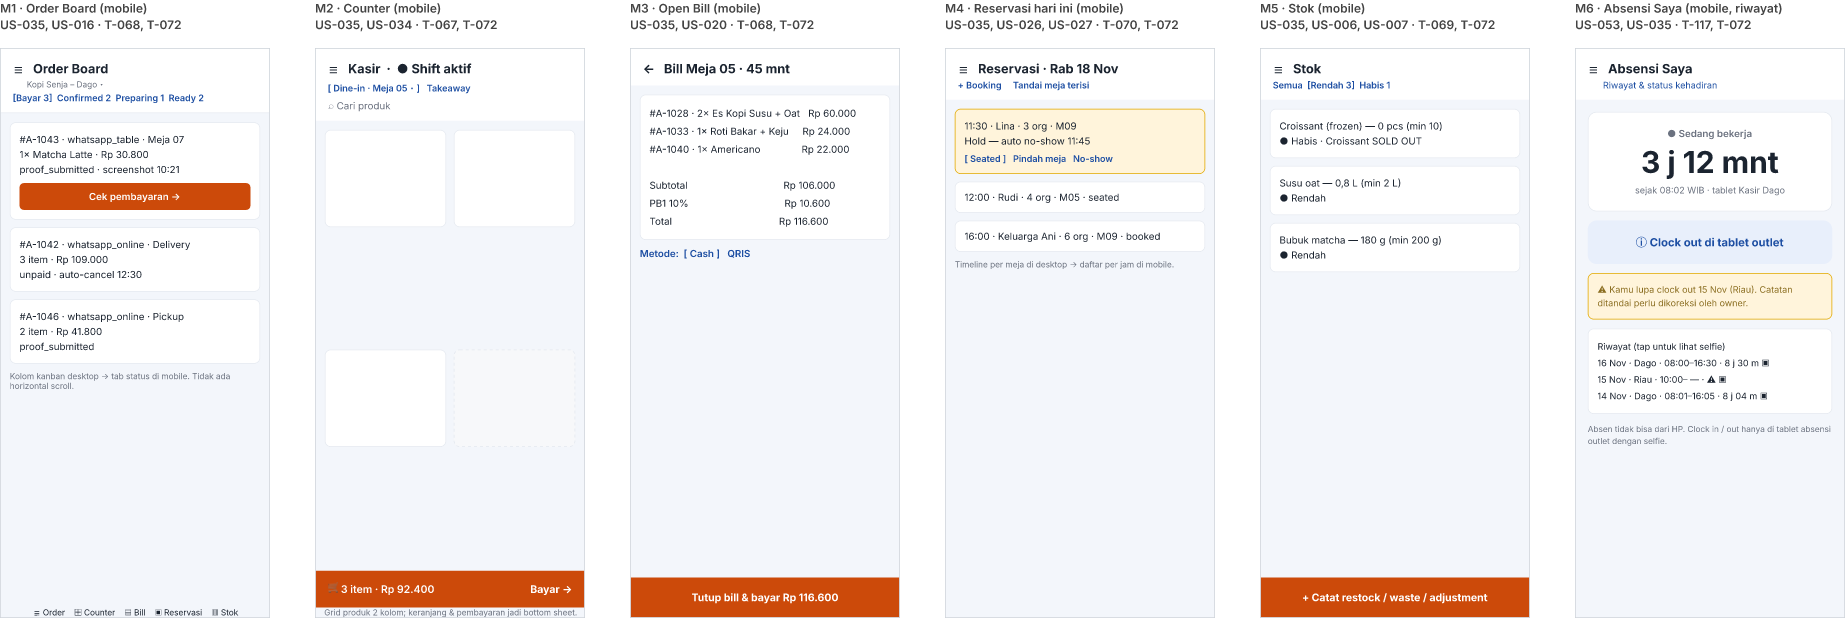 M1 · Order Board (mobile)
US-035, US-016 · T-068, T-072
≡ Order Board
Kopi Senja – Dago ·
[Bayar 3] Confirmed 2 Preparing 1 Ready 2
#A-1043 · whatsapp_table · Meja 07
1× Matcha Latte · Rp 30.800
proof_submitted · screenshot 10:21
Cek pembayaran →
#A-1042 · whatsapp_online · Delivery
3 item · Rp 109.000
unpaid · auto-cancel 12:30
#A-1046 · whatsapp_online · Pickup
2 item · Rp 41.800
proof_submitted
Kolom kanban desktop → tab status di mobile. Tidak ada
horizontal scroll.
Order Counter Bill Reservasi Stok
M2 · Counter (mobile)
US-035, US-034 · T-067, T-072
≡ Kasir · ● Shift aktif
[ Dine-in · Meja 05 · ] Takeaway
Cari produk
3 item · Rp 92.400 Bayar →
Grid produk 2 kolom; keranjang & pembayaran jadi bottom sheet.
M3 · Open Bill (mobile)
US-035, US-020 · T-068, T-072
← Bill Meja 05 · 45 mnt
#A-1028 · 2× Es Kopi Susu + Oat Rp 60.000
#A-1033 · 1× Roti Bakar + Keju Rp 24.000
#A-1040 · 1× Americano Rp 22.000
Subtotal Rp 106.000
PB1 10% Rp 10.600
Total Rp 116.600
Metode: [ Cash ] QRIS
Tutup bill & bayar Rp 116.600
M4 · Reservasi hari ini (mobile)
US-035, US-026, US-027 · T-070, T-072
≡ Reservasi · Rab 18 Nov
+ Booking Tandai meja terisi
11:30 · Lina · 3 org · M09
Hold — auto no-show 11:45
[ Seated ] Pindah meja No-show
12:00 · Rudi · 4 org · M05 · seated
16:00 · Keluarga Ani · 6 org · M09 · booked
Timeline per meja di desktop → daftar per jam di mobile.
M5 · Stok (mobile)
US-035, US-006, US-007 · T-069, T-072
≡ Stok
Semua [Rendah 3] Habis 1
Croissant (frozen) — 0 pcs (min 10)
● Habis · Croissant SOLD OUT
Susu oat — 0,8 L (min 2 L)
● Rendah
Bubuk matcha — 180 g (min 200 g)
● Rendah
+ Catat restock / waste / adjustment
M6 · Absensi Saya (mobile, riwayat)
US-053, US-035 · T-117, T-072
≡ Absensi Saya
Riwayat & status kehadiran
● Sedang bekerja
3 j 12 mnt
sejak 08:02 WIB · tablet Kasir Dago
ⓘ Clock out di tablet outlet
⚠ Kamu lupa clock out 15 Nov (Riau). Catatan
ditandai perlu dikoreksi oleh owner.
Riwayat (tap untuk lihat selfie)
16 Nov · Dago · 08:00–16:30 · 8 j 30 m ▣
15 Nov · Riau · 10:00– — · ⚠ ▣
14 Nov · Dago · 08:01–16:05 · 8 j 04 m ▣
Absen tidak bisa dari HP. Clock in / out hanya di tablet absensi
outlet dengan selfie.